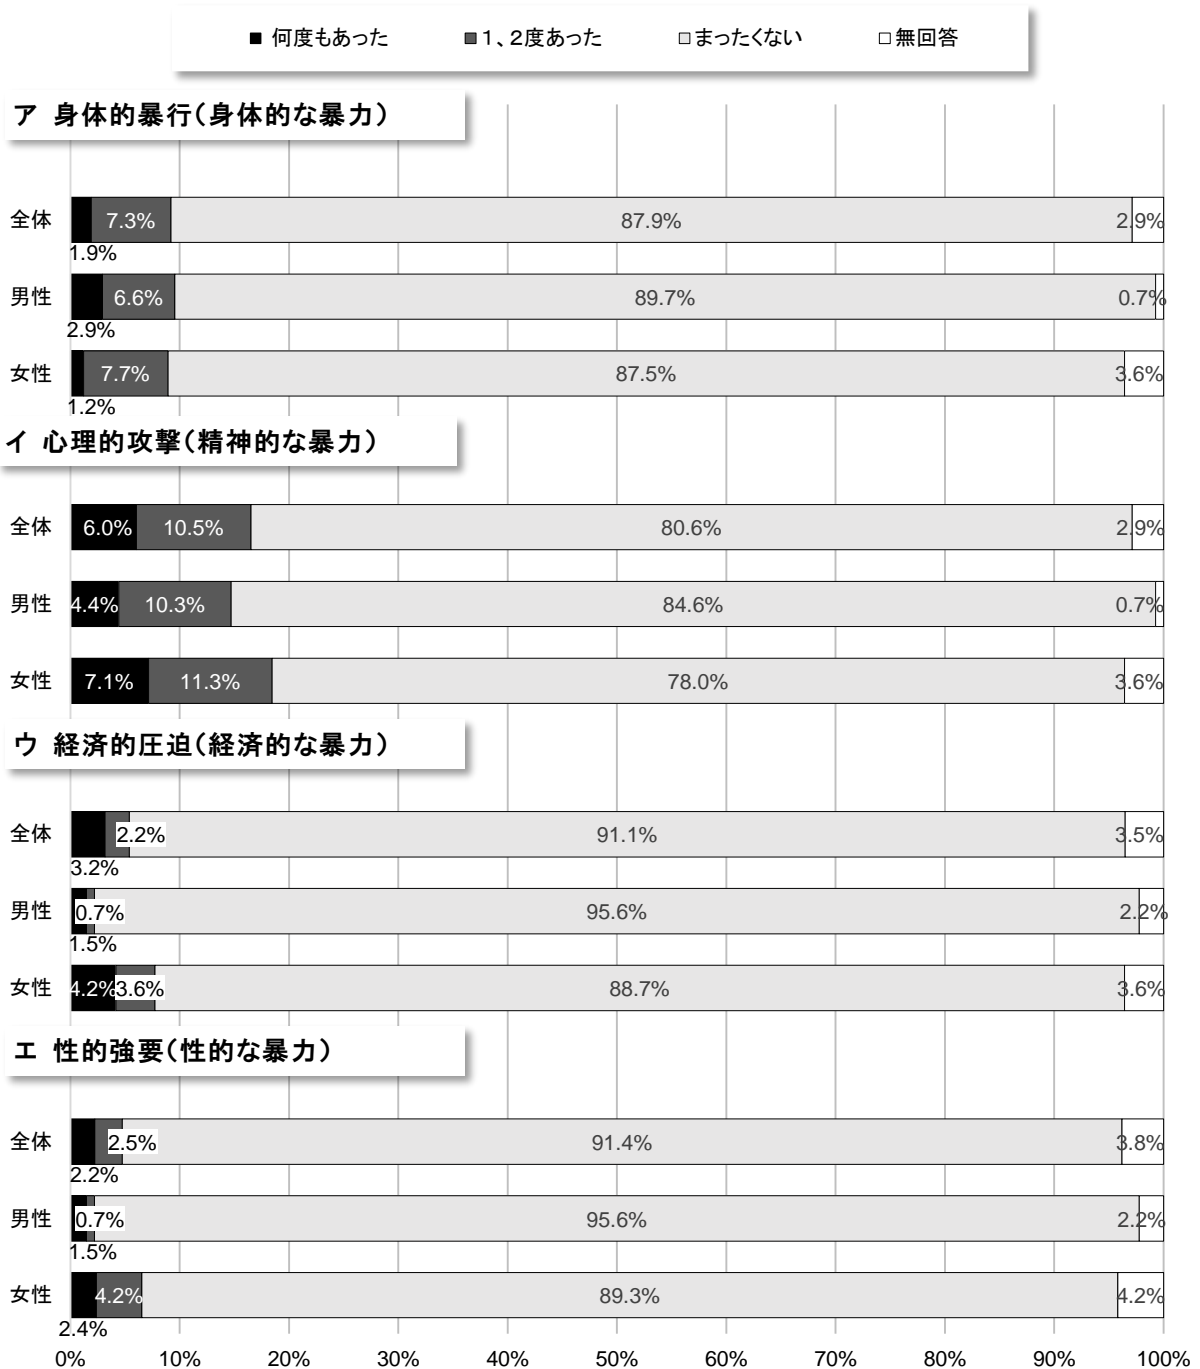 ■ 何度もあった ■1、2度あった □まったくない □無回答
ア 身体的暴行(身体的な暴力)
全体 7.3% 87.9% 2.9%
1.9%
男性 6.6% 89.7% 0.7%
2.9%
女性 7.7% 87.5% 3.6%
1.2%
イ 心理的攻撃(精神的な暴力)
全体 6.0% 10.5% 80.6% 2.9%
男性 4.4% 10.3% 84.6% 0.7%
女性 7.1% 11.3% 78.0% 3.6%
ウ 経済的圧迫(経済的な暴力)
全体 2.2% 91.1% 3.5%
3.2%
男性 0.7% 95.6% 2.2%
1.5%
女性 4.2% 3.6% 88.7% 3.6%
エ 性的強要(性的な暴力)
全体 2.5% 91.4% 3.8%
2.2%
男性 0.7% 95.6% 2.2%
1.5%
女性 4.2% 89.3% 4.2%
2.4%
0% 10% 20% 30% 40% 50% 60% 70% 80% 90% 100%